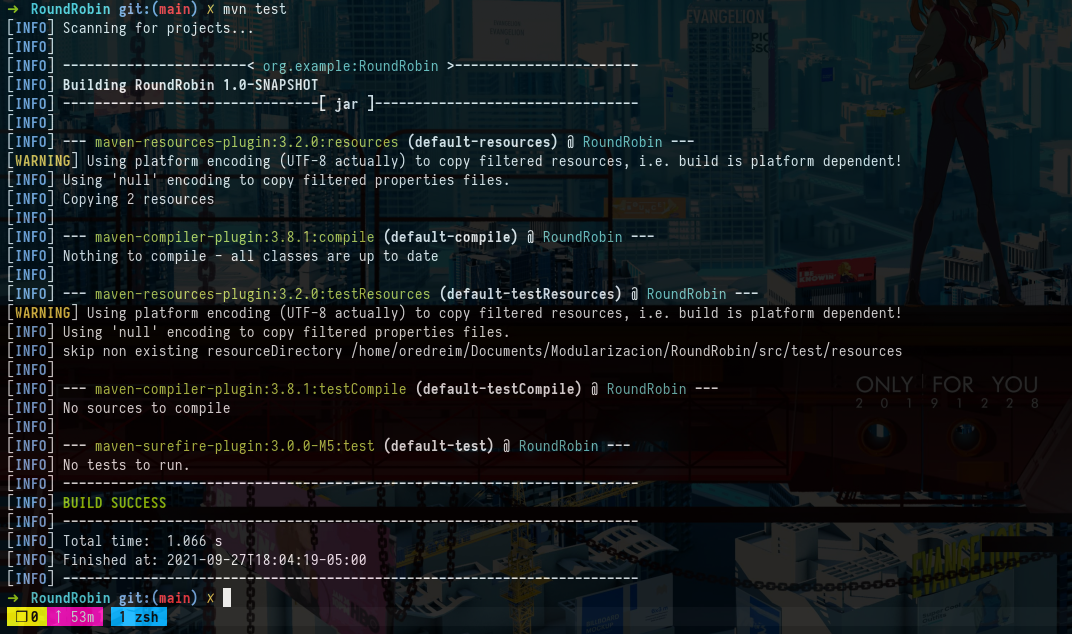 ➜ RoundRobin git:(main) ✗ mvn test
[INFO] Scanning for projects...
[INFO]
[INFO] -----------------------< org.example:RoundRobin >-----------------------
[INFO] Building RoundRobin 1.0-SNAPSHOT
[INFO] --------------------------------[ jar ]---------------------------------
[INFO]
[INFO] --- maven-resources-plugin:3.2.0:resources (default-resources) @ RoundRobin ---
[WARNING] Using platform encoding (UTF-8 actually) to copy filtered resources, i.e. build is platform dependent!
[INFO] Using 'null' encoding to copy filtered properties files.
[INFO] Copying 2 resources
[INFO]
[INFO] --- maven-compiler-plugin:3.8.1:compile (default-compile) @ RoundRobin ---
[INFO] Nothing to compile - all classes are up to date
[INFO]
[INFO] --- maven-resources-plugin:3.2.0:testResources (default-testResources) @ RoundRobin ---
[WARNING] Using platform encoding (UTF-8 actually) to copy filtered resources, i.e. build is platform dependent!
[INFO] Using 'null' encoding to copy filtered properties files.
[INFO] skip non existing resourceDirectory /home/oredreim/Documents/Modularizacion/RoundRobin/src/test/resources
[INFO]
[INFO] --- maven-compiler-plugin:3.8.1:testCompile (default-testCompile) @ RoundRobin ---
[INFO] No sources to compile
[INFO]
[INFO] --- maven-surefire-plugin:3.0.0-M5:test (default-test) @ RoundRobin ---
[INFO] No tests to run.
[INFO] ------------------------------------------------------------------------
[INFO] BUILD SUCCESS
[INFO] ------------------------------------------------------------------------
[INFO] Total time:  1.066 s
[INFO] Finished at: 2021-09-27T18:04:19-05:00
[INFO] ------------------------------------------------------------------------
➜ RoundRobin git:(main) ✗
❐ 0 ↑ 53m 1 zsh
EVANGELION
ONLY FOR YOU
20191228
EVANGELION